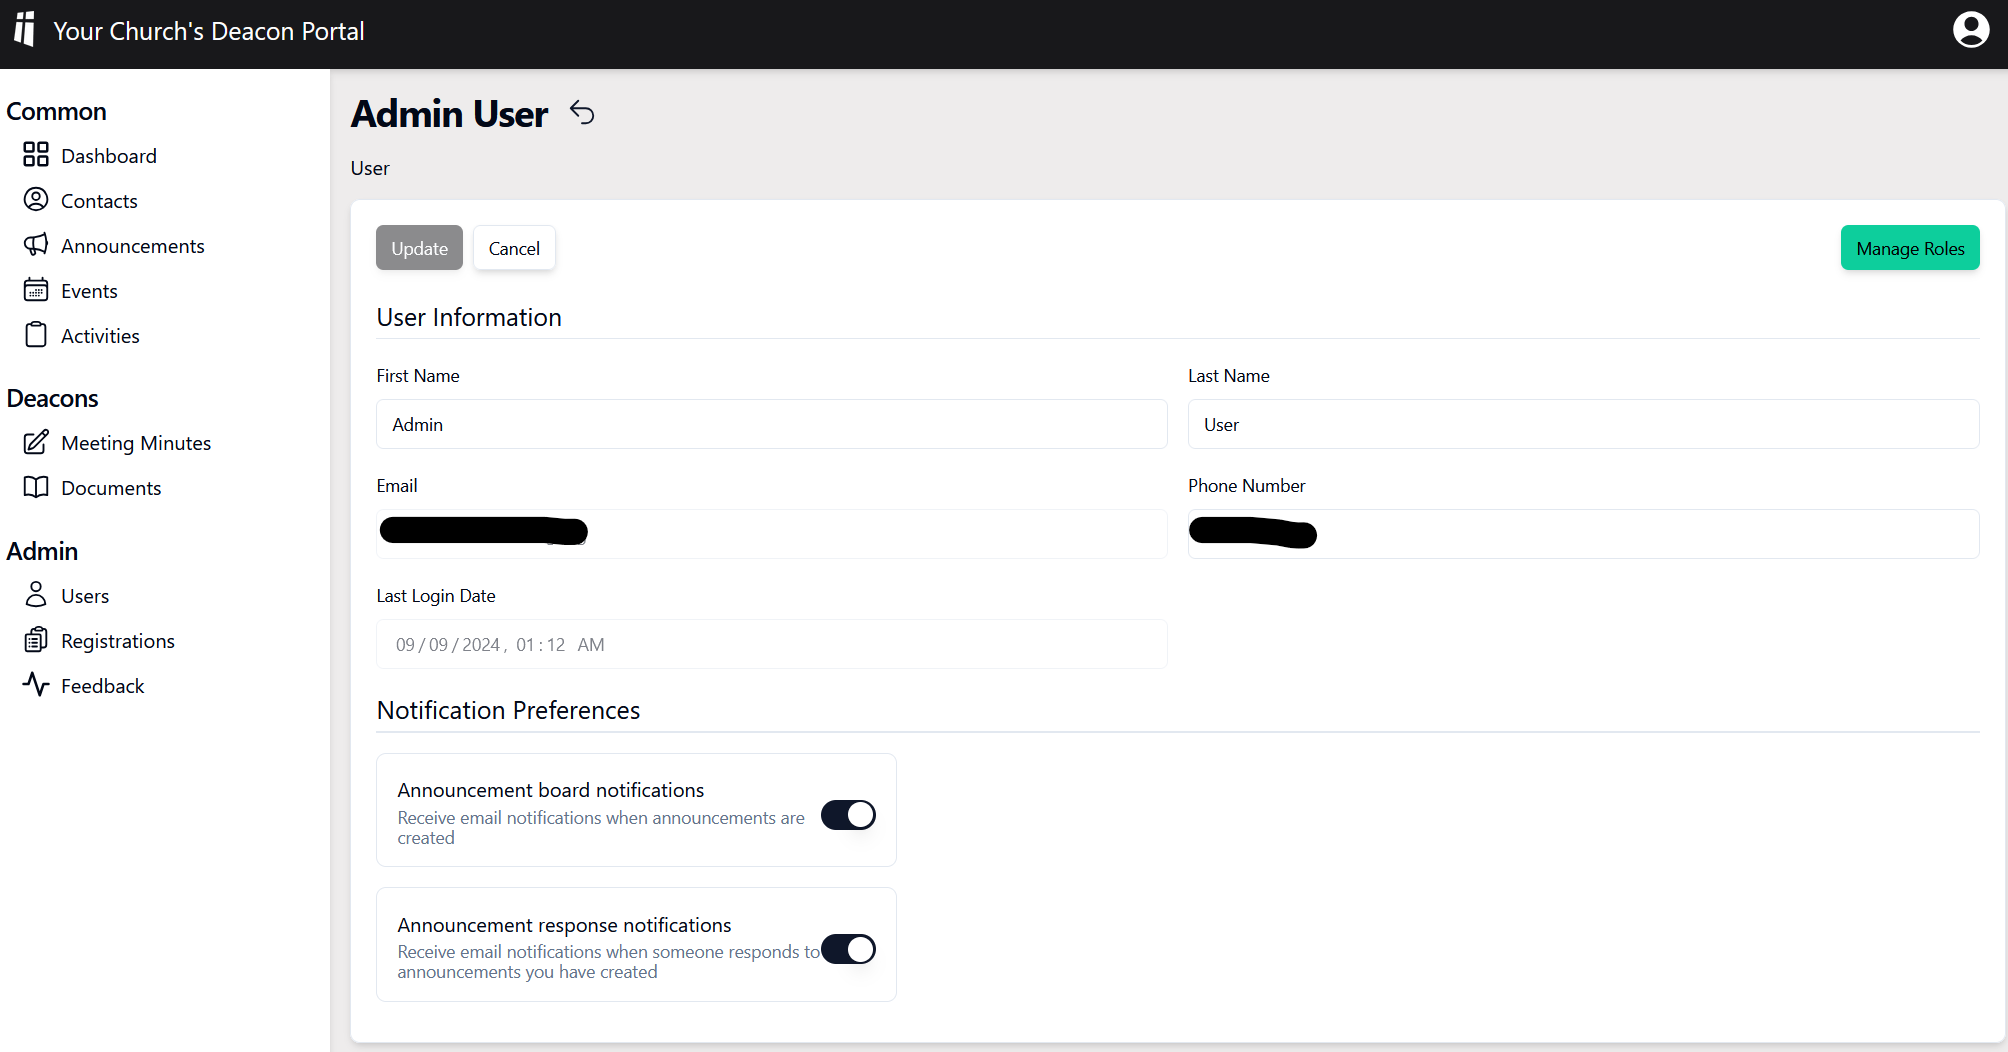 Your Church's Deacon Portal
Common
Dashboard
Contacts
Announcements
Events
Activities
Deacons
Meeting Minutes
Documents
Admin
Users
Registrations
Feedback
Admin User
User
Update
Cancel
Manage Roles
User Information
First Name
Last Name
Admin
User
Email
Phone Number
Last Login Date
09/09/2024, 01:12 AM
Notification Preferences
Announcement board notifications
Receive email notifications when announcements are
created
Announcement response notifications
Receive email notifications when someone responds to
announcements you have created